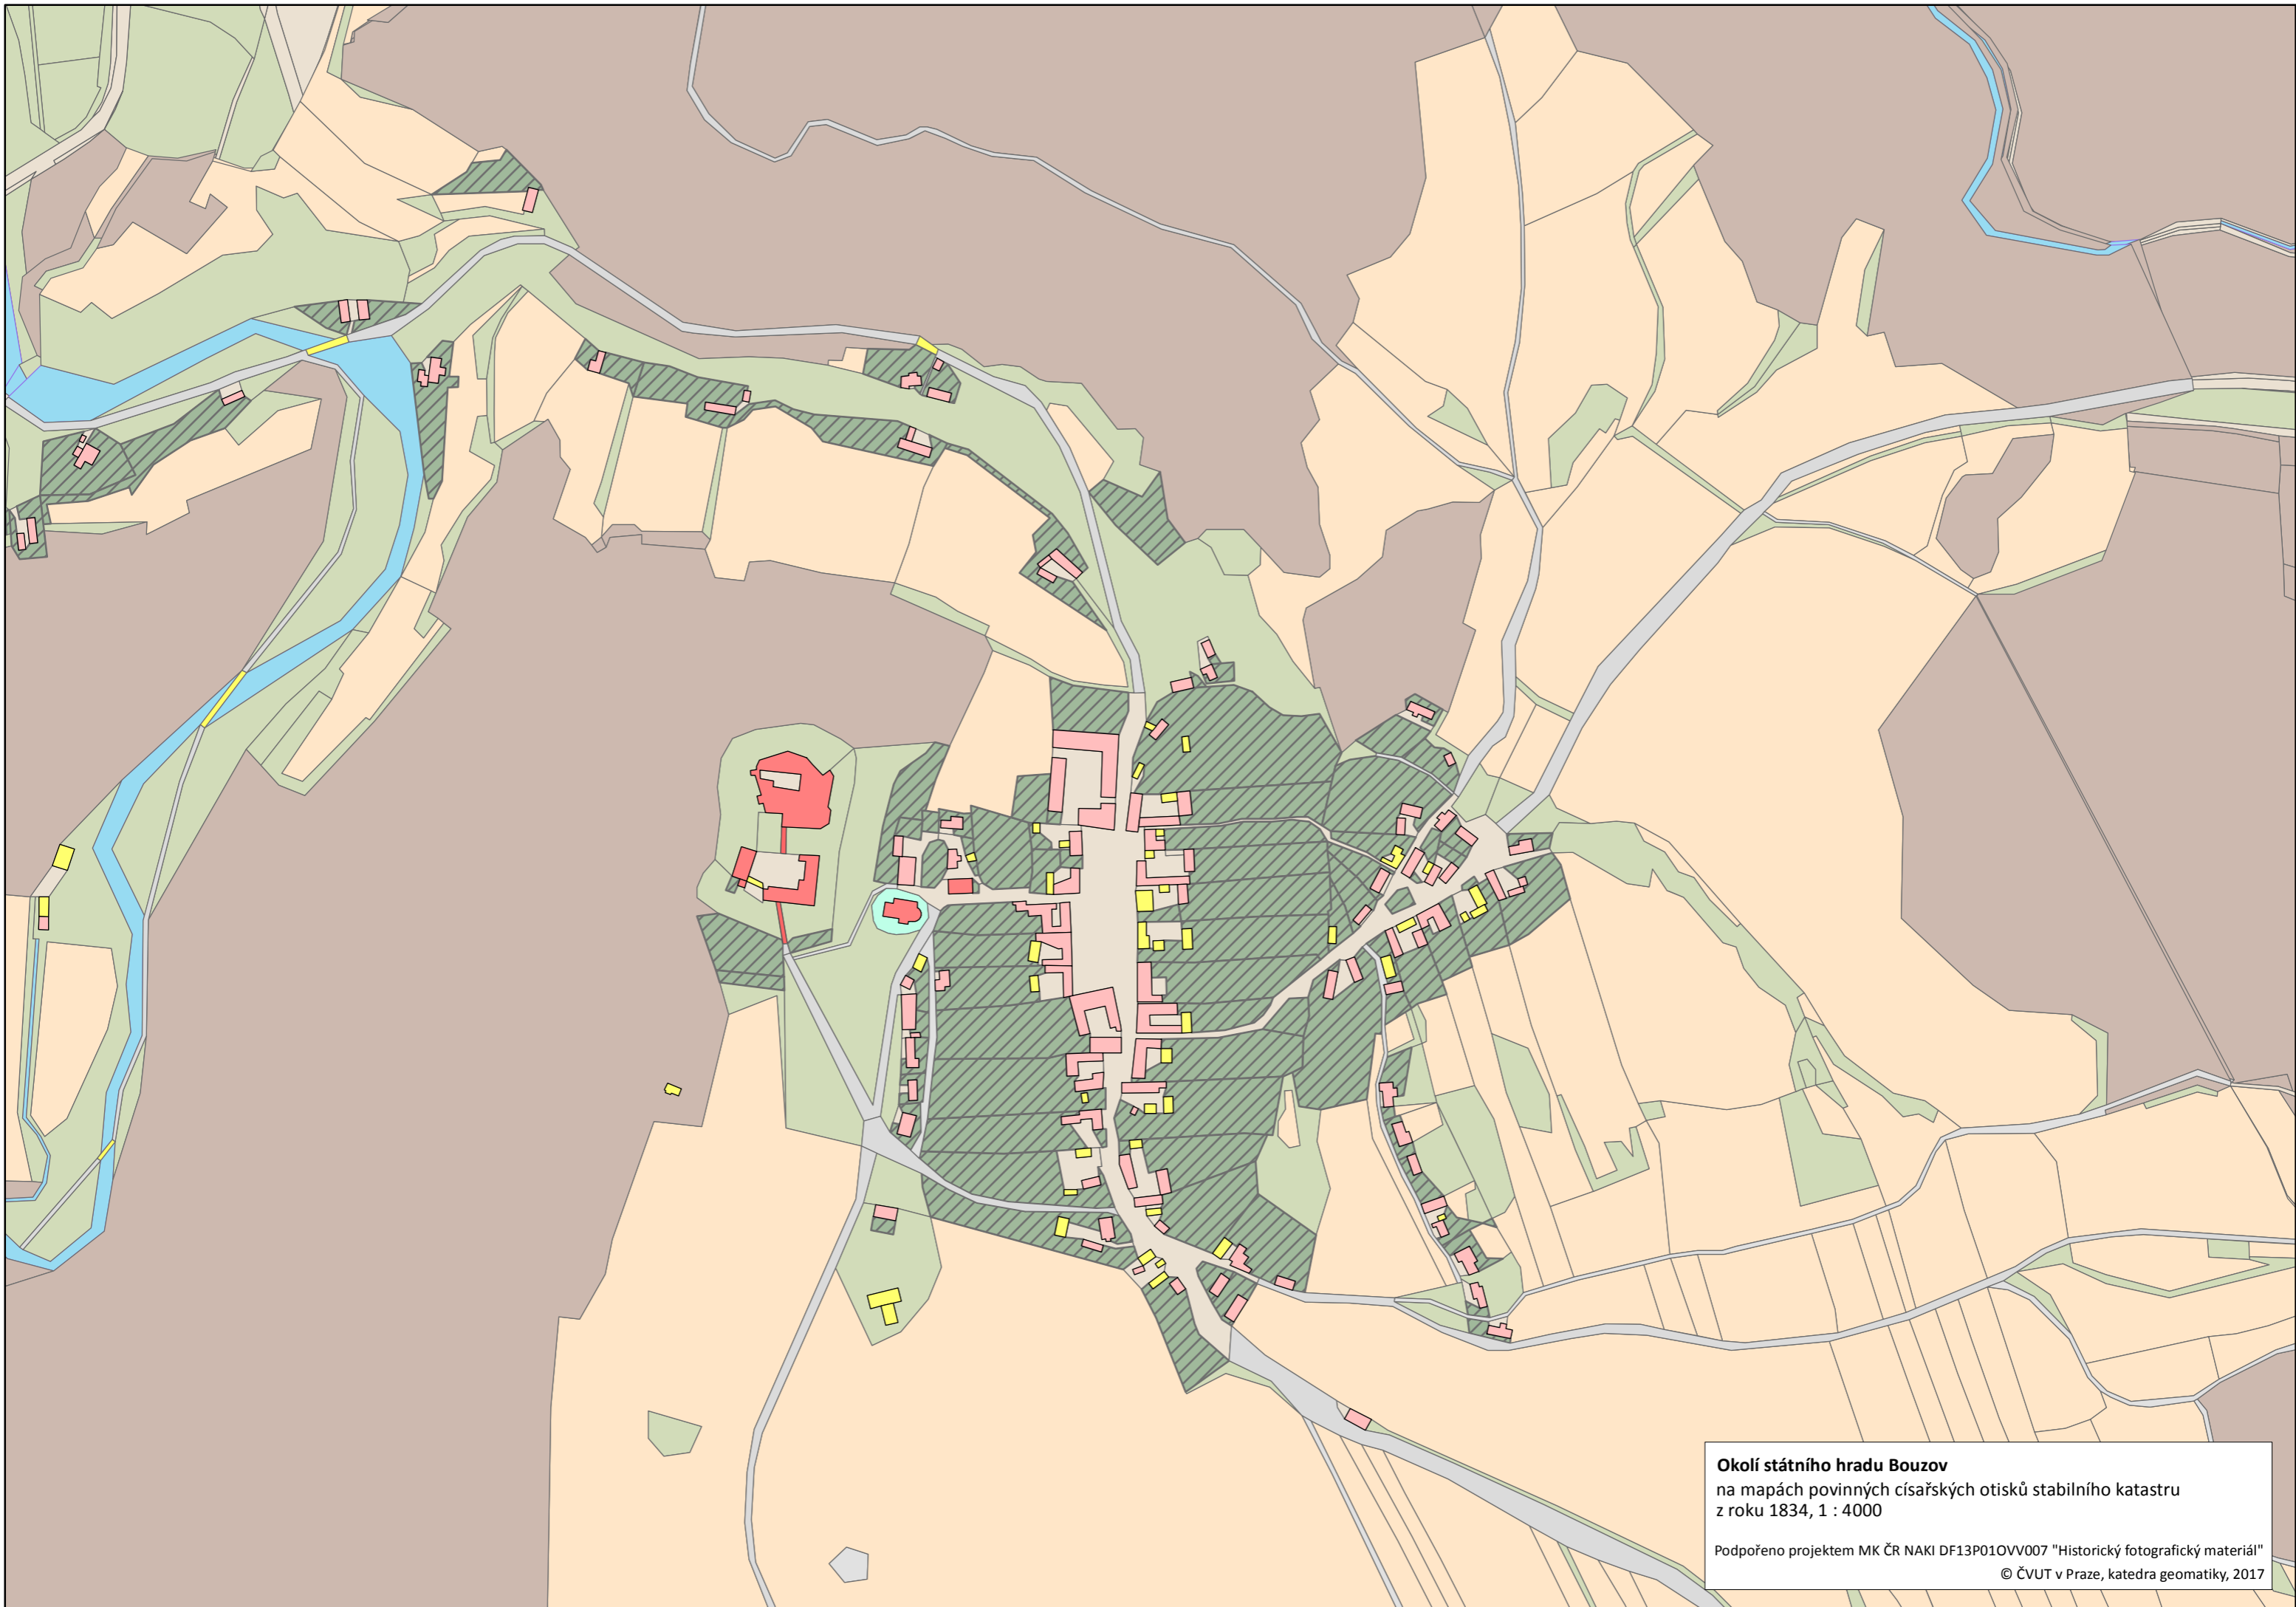 Okolí státního hradu Bouzov
na mapách povinných císařských otisků stabilního katastru
z roku 1834, 1 : 4000
Podpořeno projektem MK ČR NAKI DF13P01OVV007 "Historický fotografický materiál"
© ČVUT v Praze, katedra geomatiky, 2017